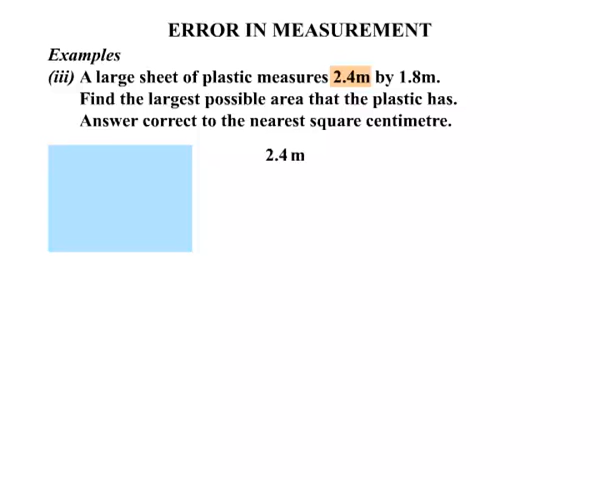 ERROR IN MEASUREMENT
Examples
(iii) A large sheet of plastic measures 2.4m by 1.8m.
Find the largest possible area that the plastic has.
Answer correct to the nearest square centimetre.
2.4 m